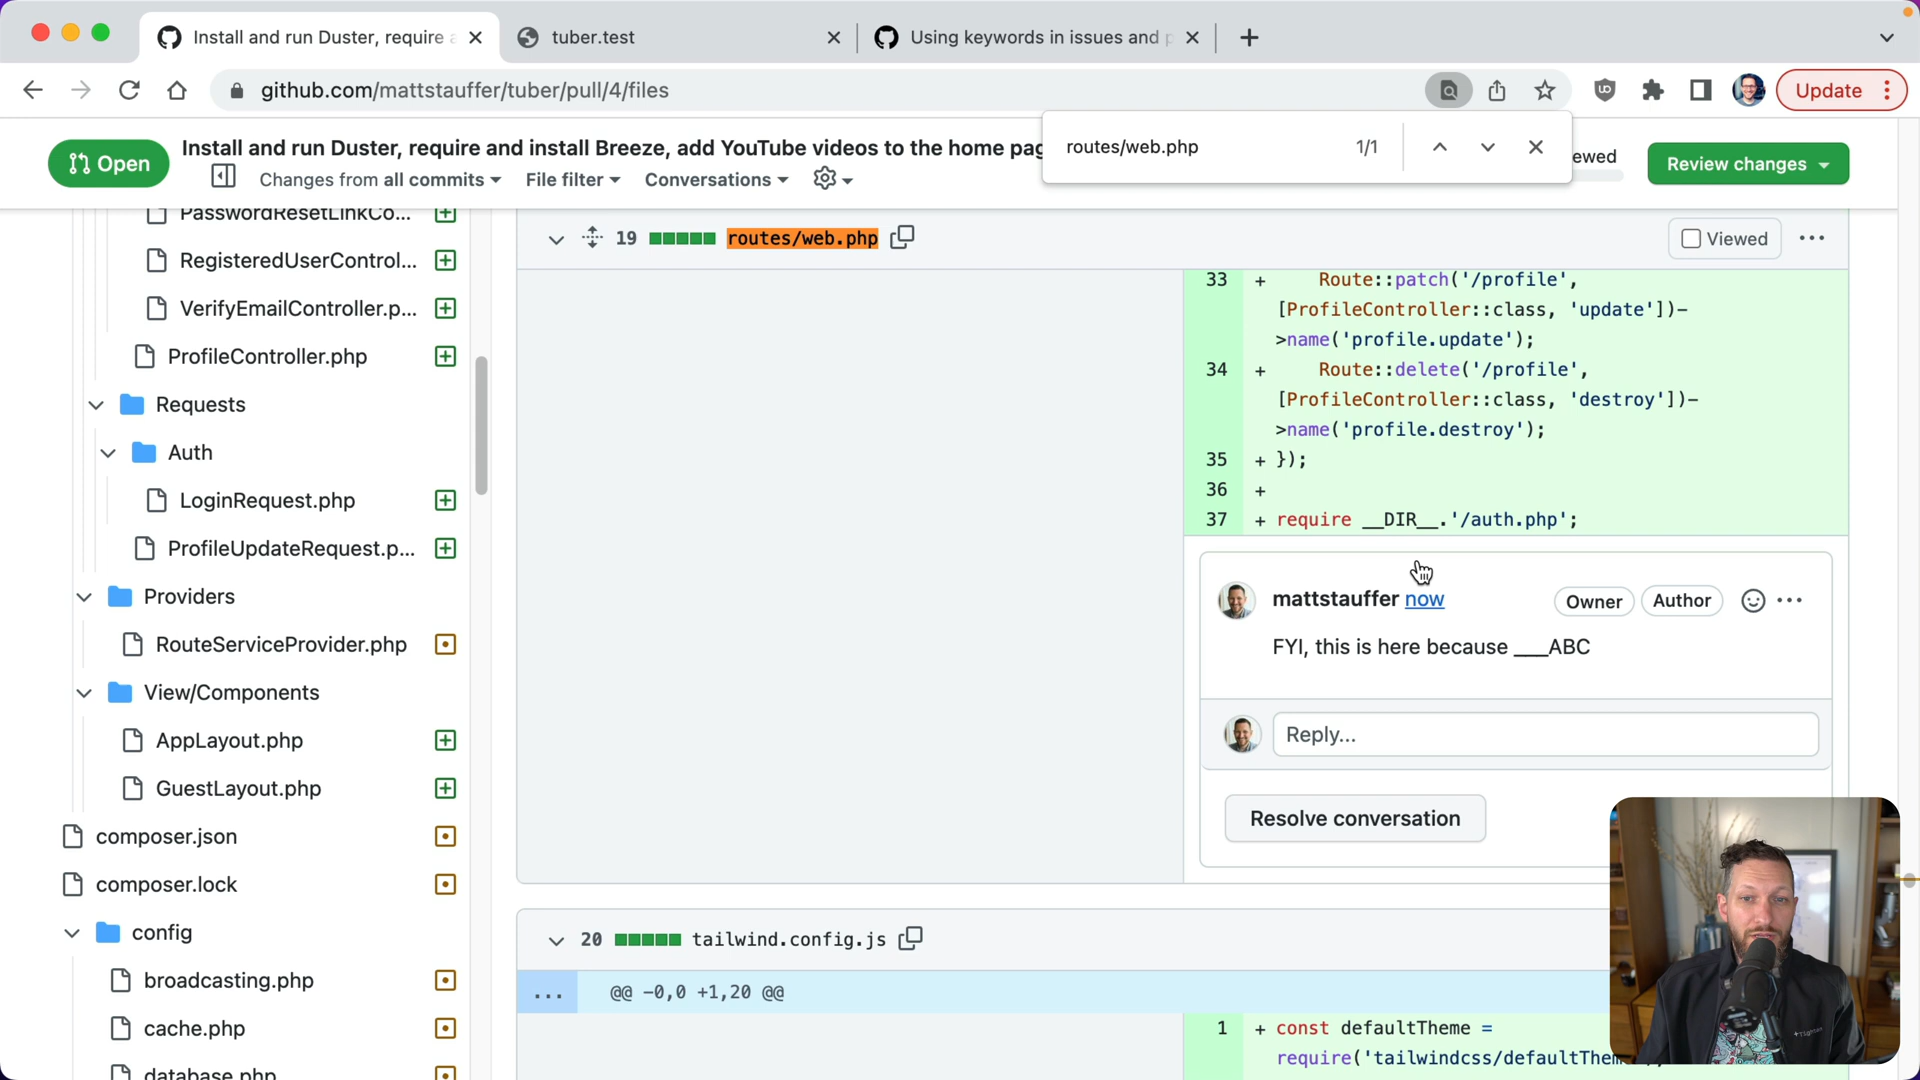 Install and run Duster, require a
tuber.test
Using keywords in issues and p
github.com/mattstauffer/tuber/pull/4/files
Update
routes/web.php
1/1
Open
Install and run Duster, require and install Breeze, add YouTube videos to the home pag
Changes from all commits
File filter
Conversations
ewed
Review changes
PasswordResetLinkCo...
RegisteredUserControl...
VerifyEmailController.p...
ProfileController.php
Requests
Auth
LoginRequest.php
ProfileUpdateRequest.p...
Providers
RouteServiceProvider.php
View/Components
AppLayout.php
GuestLayout.php
composer.json
composer.lock
config
broadcasting.php
cache.php
database.php
19 routes/web.php
Viewed
33 + Route::patch('/profile',
[ProfileController::class, 'update'])-
>name('profile.update');
34 + Route::delete('/profile',
[ProfileController::class, 'destroy'])-
>name('profile.destroy');
35 + });
36 +
37 + require __DIR__.'/auth.php';
mattstauffer now
Owner
Author
FYI, this is here because ___ABC
Reply...
Resolve conversation
20 tailwind.config.js
... @@ -0,0 +1,20 @@
1 + const defaultTheme =
require('tailwindcss/defaultThem